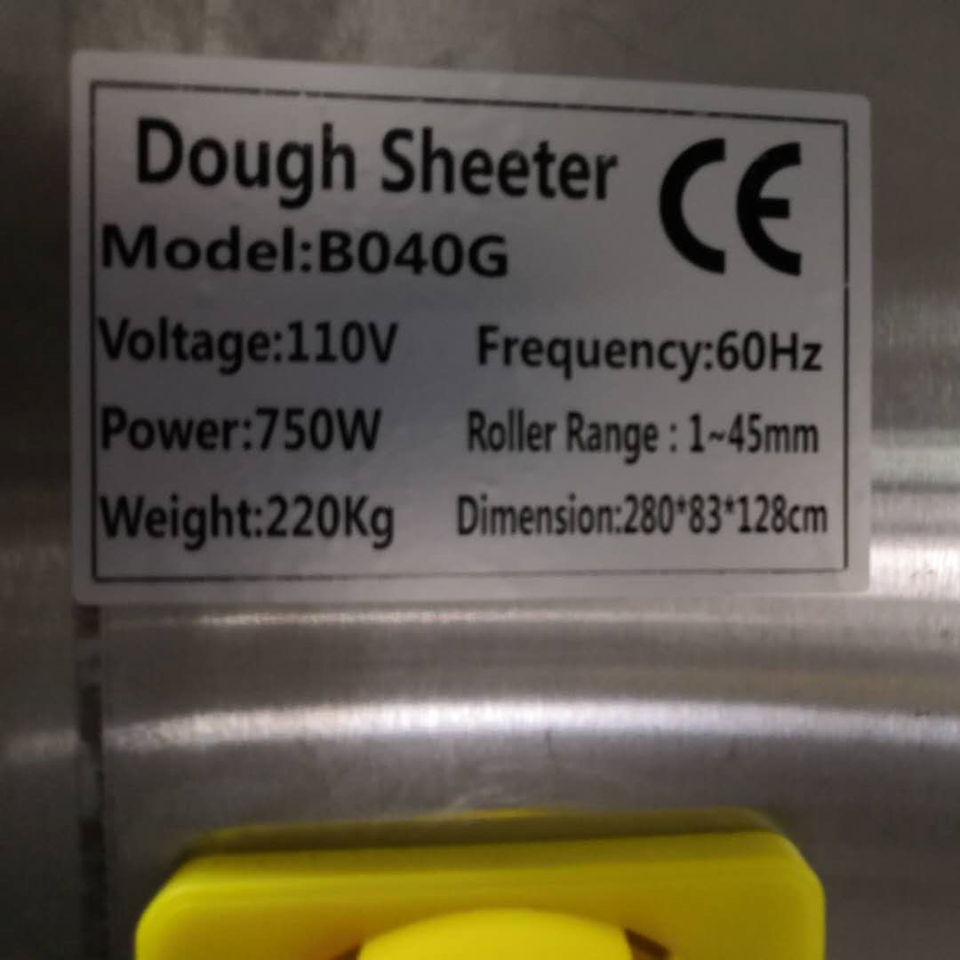 Dough Sheeter CE
Model:B040G
Voltage:110V Frequency:60Hz
Power:750W Roller Range : 1~45mm
Weight:220Kg Dimension:280*83*128cm